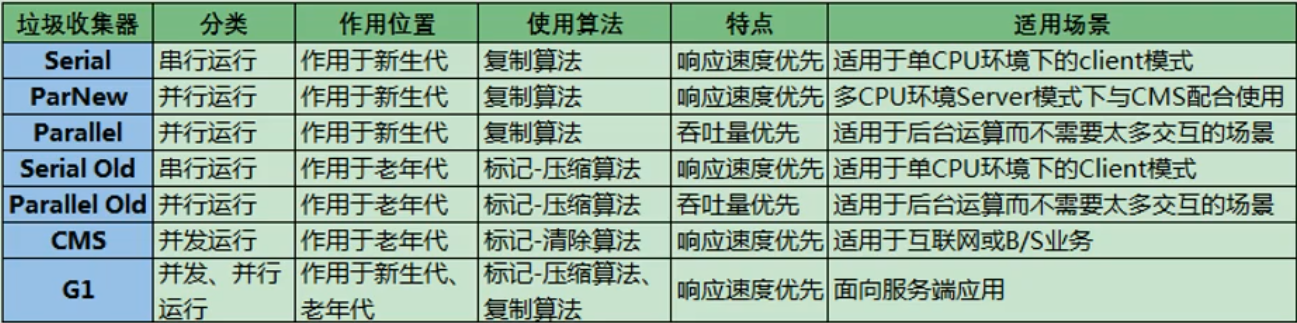 垃圾收集器 分类 作用位置 使用算法 特点 适用场景
Serial 串行运行 作用于新生代 复制算法 响应速度优先 适用于单CPU环境下的client模式
ParNew 并行运行 作用于新生代 复制算法 响应速度优先 多CPU环境Server模式下与CMS配合使用
Parallel 并行运行 作用于新生代 复制算法 吞吐量优先 适用于后台运算而不需要太多交互的场景
Serial Old 串行运行 作用于老年代 标记-压缩算法 响应速度优先 适用于单CPU环境下的Client模式
Parallel Old 并行运行 作用于老年代 标记-压缩算法 吞吐量优先 适用于后台运算而不需要太多交互的场景
CMS 并发运行 作用于老年代 标记-清除算法 响应速度优先 适用于互联网或B/S业务
G1 并发、并行 作用于新生代、 标记-压缩算法、 响应速度优先 面向服务端应用
运行 老年代 复制算法